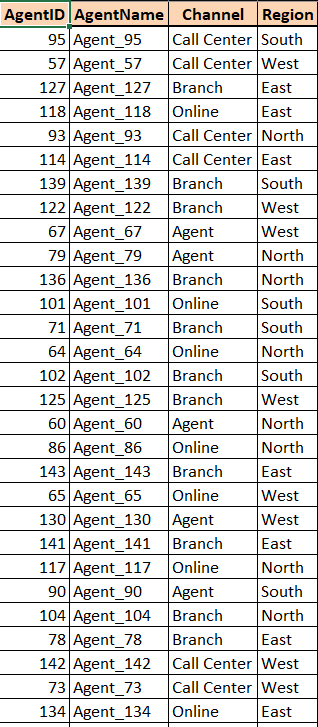 AgentID AgentName Channel Region
95 Agent_95 Call Center South
57 Agent_57 Call Center West
127 Agent_127 Branch East
118 Agent_118 Online East
93 Agent_93 Call Center North
114 Agent_114 Call Center East
139 Agent_139 Branch South
122 Agent_122 Branch West
67 Agent_67 Agent West
79 Agent_79 Agent North
136 Agent_136 Branch North
101 Agent_101 Online South
71 Agent_71 Branch South
64 Agent_64 Online North
102 Agent_102 Branch South
125 Agent_125 Branch West
60 Agent_60 Agent North
86 Agent_86 Online North
143 Agent_143 Branch East
65 Agent_65 Online West
130 Agent_130 Agent West
141 Agent_141 Branch East
117 Agent_117 Online North
90 Agent_90 Agent South
104 Agent_104 Branch North
78 Agent_78 Branch East
142 Agent_142 Call Center West
73 Agent_73 Call Center West
134 Agent_134 Online East